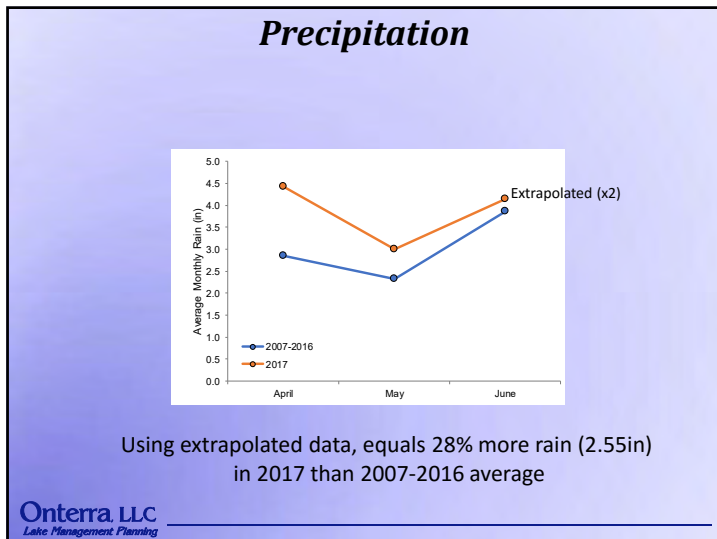 Precipitation
5.0
4.5
4.0
3.5
3.0
2.5
2.0
1.5
1.0
0.5
0.0
Average Monthly Rain (in)
Extrapolated (x2)
2007-2016
2017
April May June
Using extrapolated data, equals 28% more rain (2.55in)
in 2017 than 2007-2016 average
Onterra, LLC
Lake Management Planning